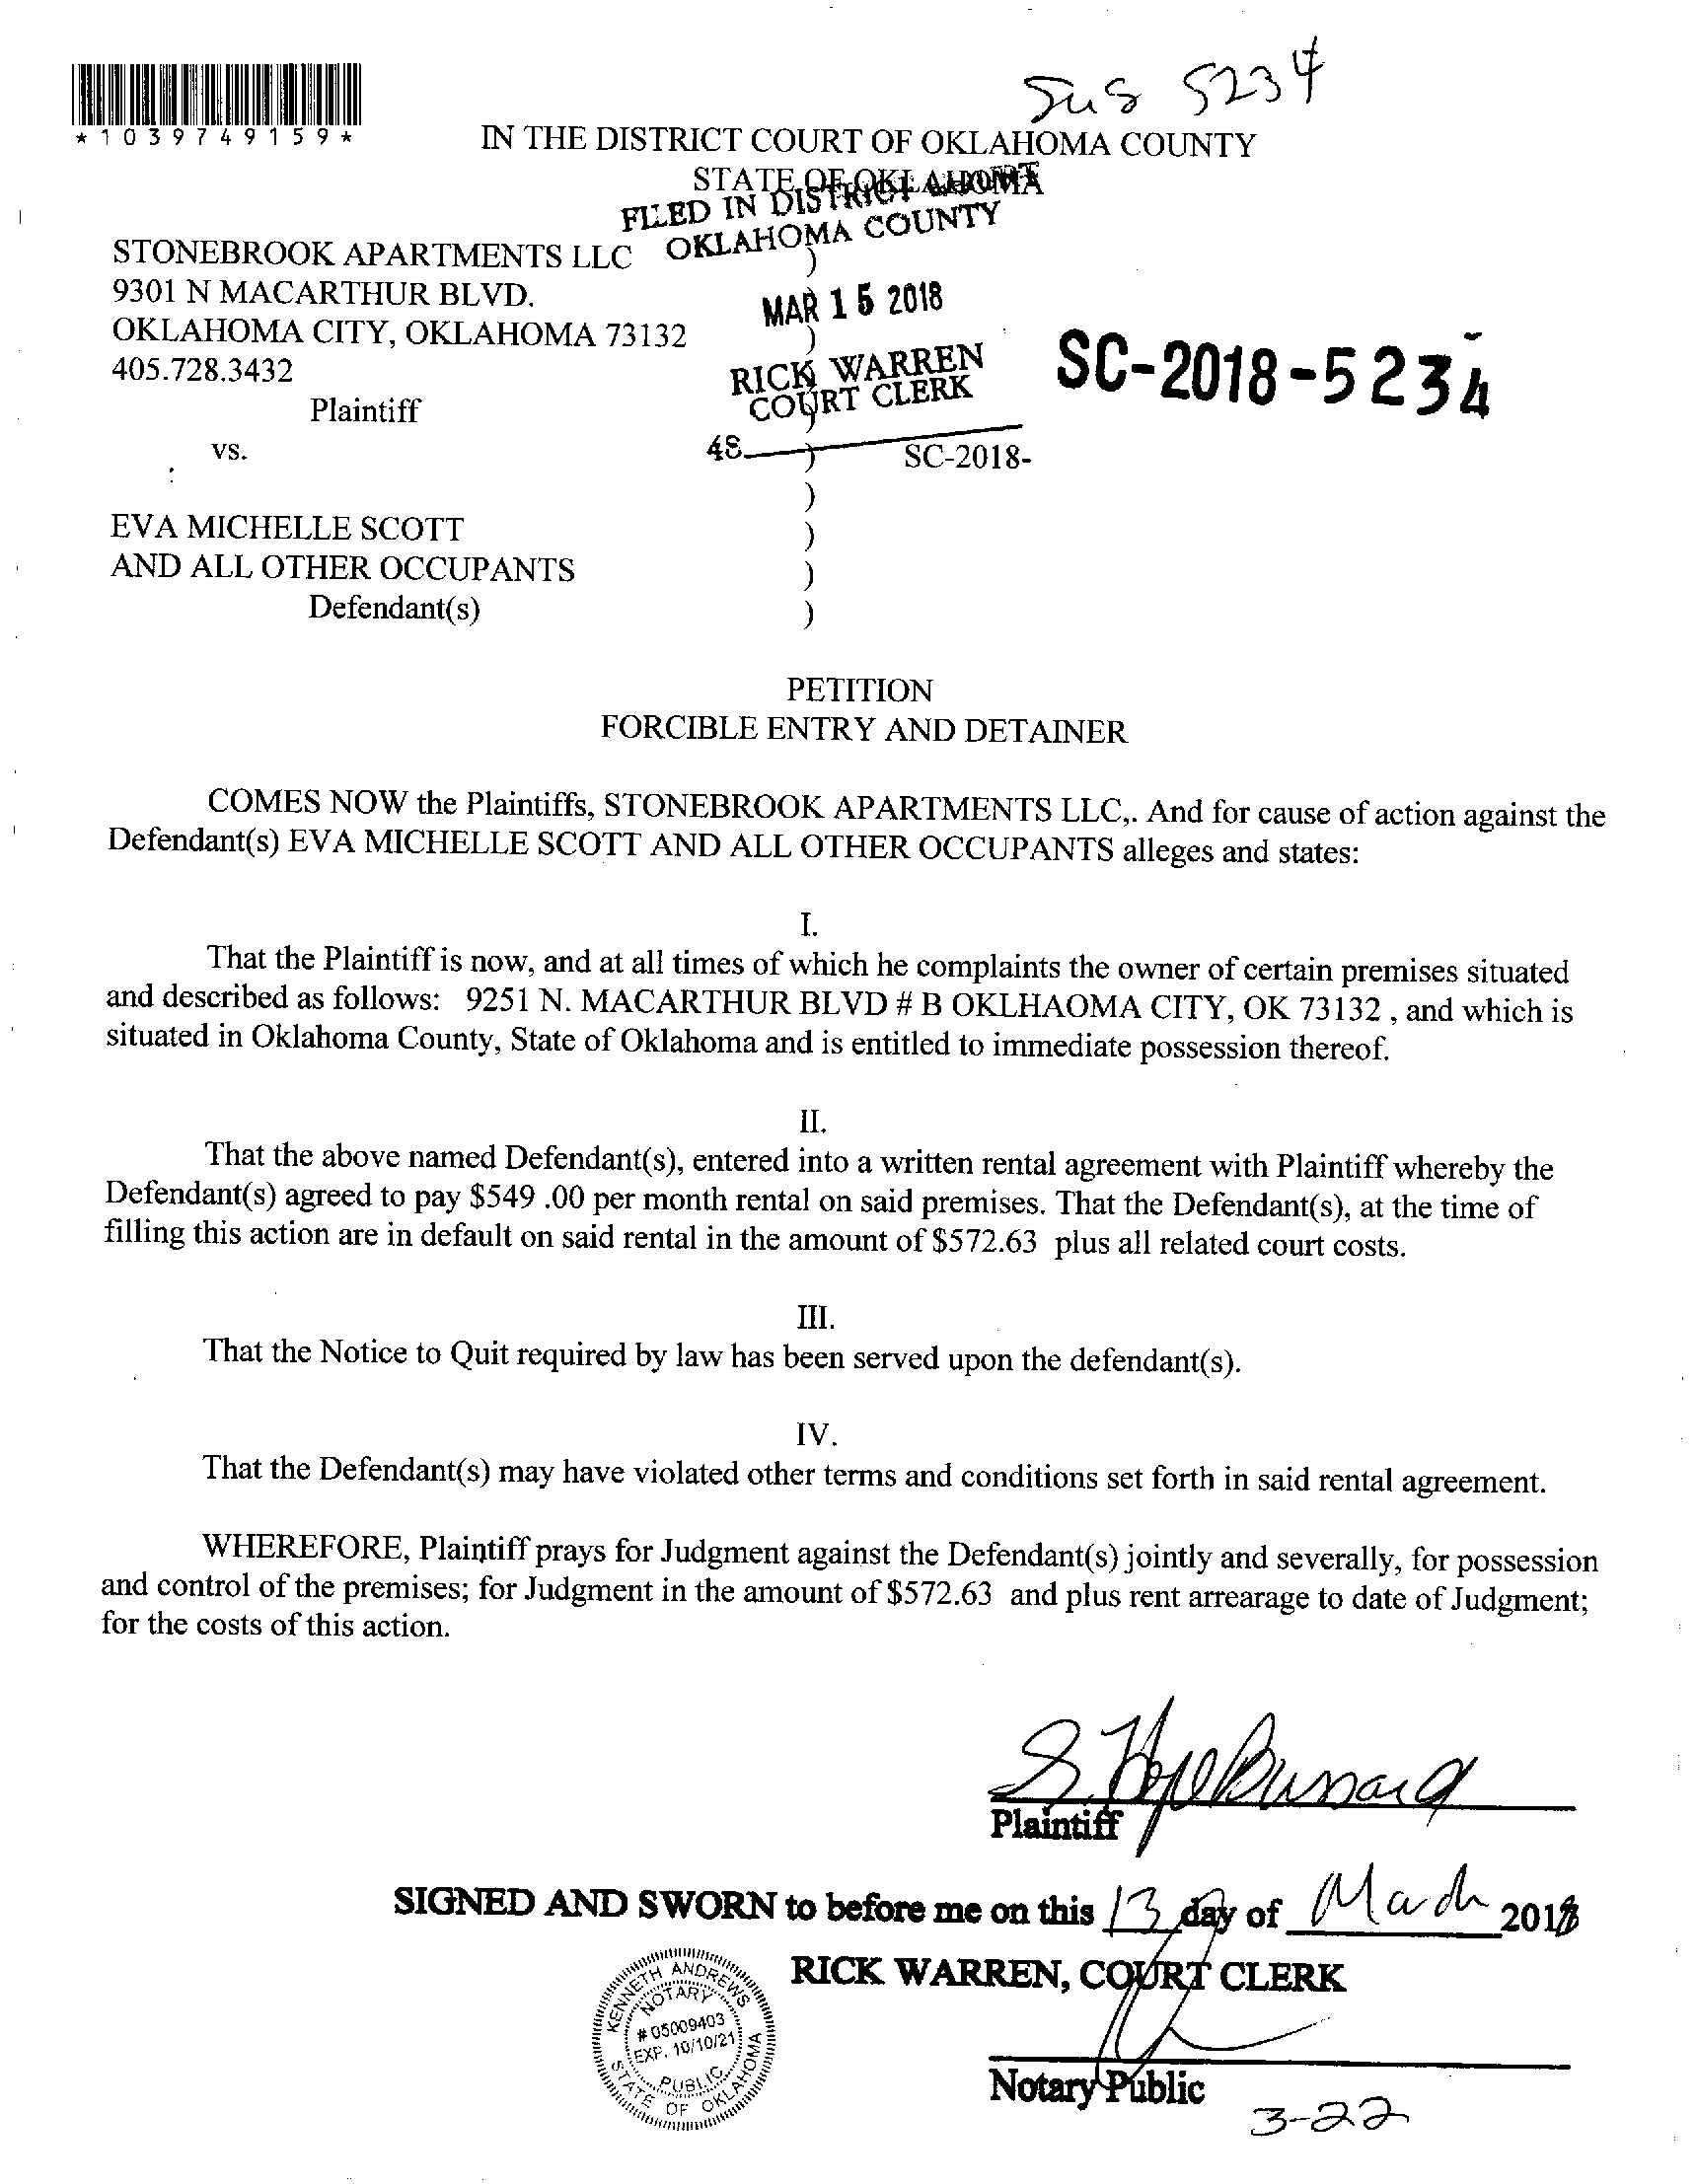 5234
*1039749159*
IN THE DISTRICT COURT OF OKLAHOMA COUNTY
STATE OF OKLAHOMA
FILED IN DISTRICT COURT
OKLAHOMA COUNTY
STONEBROOK APARTMENTS LLC )
9301 N MACARTHUR BLVD. )
MAR 15 2018
OKLAHOMA CITY, OKLAHOMA 73132 )
405.728.3432 )
RICK WARREN
COURT CLERK
SC-2018-5234
Plaintiff )
vs. )
48
SC-2018-
)
EVA MICHELLE SCOTT )
AND ALL OTHER OCCUPANTS )
Defendant(s) )
PETITION
FORCIBLE ENTRY AND DETAINER
COMES NOW the Plaintiffs, STONEBROOK APARTMENTS LLC,. And for cause of action against the
Defendant(s) EVA MICHELLE SCOTT AND ALL OTHER OCCUPANTS alleges and states:
I.
That the Plaintiff is now, and at all times of which he complaints the owner of certain premises situated
and described as follows: 9251 N. MACARTHUR BLVD # B OKLHAOMA CITY, OK 73132 , and which is
situated in Oklahoma County, State of Oklahoma and is entitled to immediate possession thereof.
II.
That the above named Defendant(s), entered into a written rental agreement with Plaintiff whereby the
Defendant(s) agreed to pay $549 .00 per month rental on said premises. That the Defendant(s), at the time of
filling this action are in default on said rental in the amount of $572.63 plus all related court costs.
III.
That the Notice to Quit required by law has been served upon the defendant(s).
IV.
That the Defendant(s) may have violated other terms and conditions set forth in said rental agreement.
WHEREFORE, Plaintiff prays for Judgment against the Defendant(s) jointly and severally, for possession
and control of the premises; for Judgment in the amount of $572.63 and plus rent arrearage to date of Judgment;
for the costs of this action.
S. Hope Bussard
Plaintiff
SIGNED AND SWORN to before me on this 13 day of March 2018
RICK WARREN, COURT CLERK
KENNETH ANDREWS
NOTARY
# 05009403
EXP. 10/10/21
PUBLIC
STATE OF OKLAHOMA
Notary Public
3-22